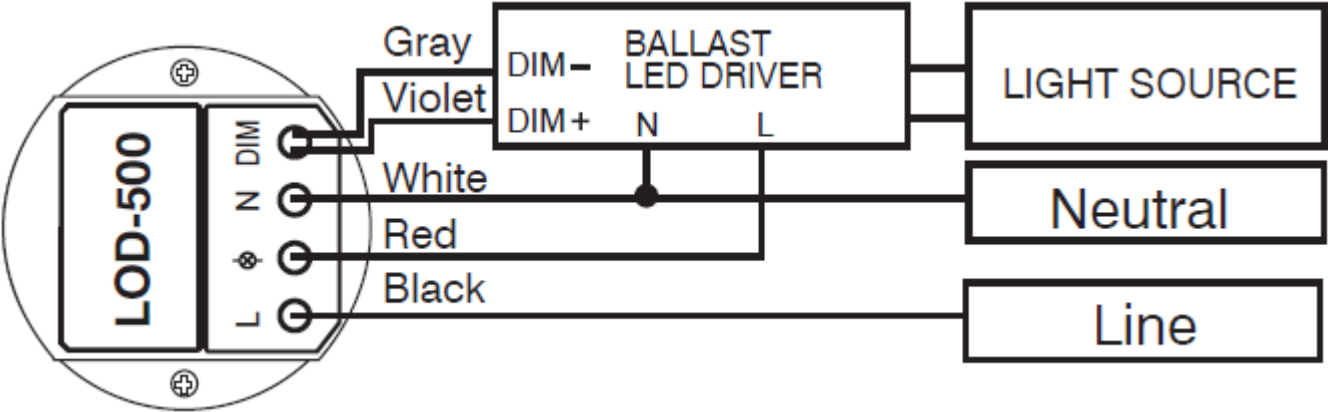 Gray
DIM-
BALLAST
LED DRIVER
LIGHT SOURCE
Violet
DIM+
N
L
LOD-500
DIM
N
L
White
Neutral
Red
Black
Line